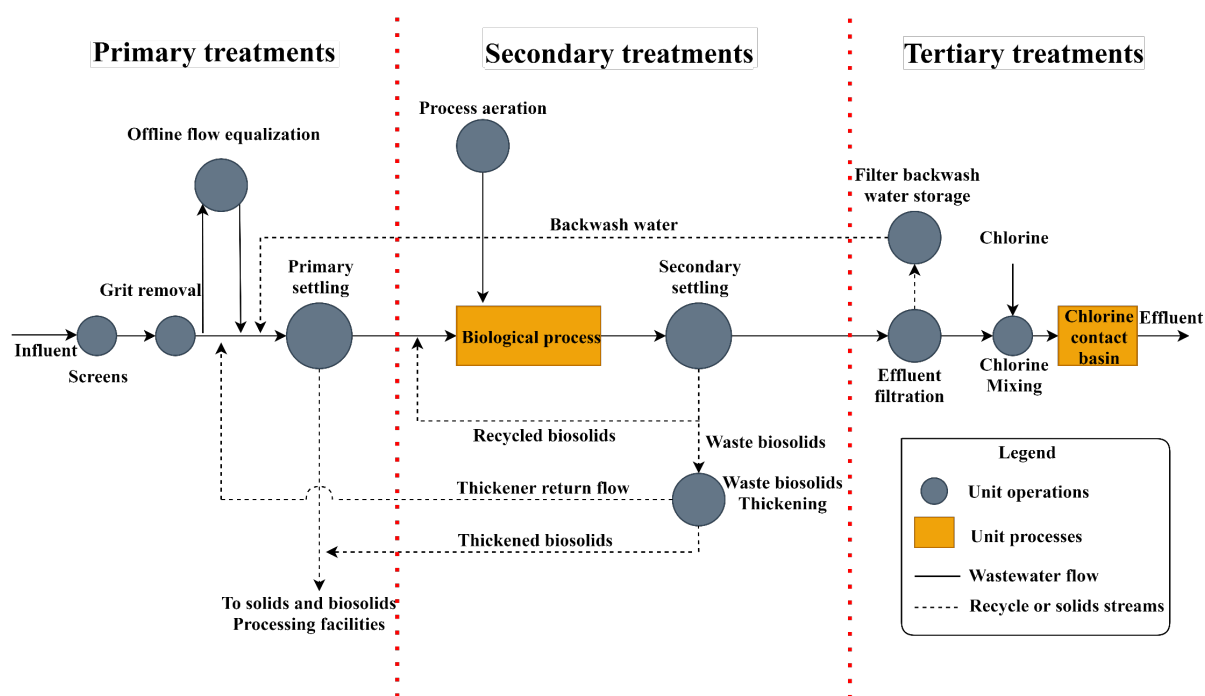 Primary treatments
Secondary treatments
Tertiary treatments
Process aeration
Offline flow equalization
Filter backwash
water storage
Backwash water
Chlorine
Primary
settling
Secondary
settling
Grit removal
Influent
Screens
Biological process
Chlorine
contact
basin
Effluent
Effluent
filtration
Chlorine
Mixing
Recycled biosolids
Waste biosolids
Thickener return flow
Waste biosolids
Thickening
Thickened biosolids
To solids and biosolids
Processing facilities
Legend
Unit operations
Unit processes
Wastewater flow
Recycle or solids streams